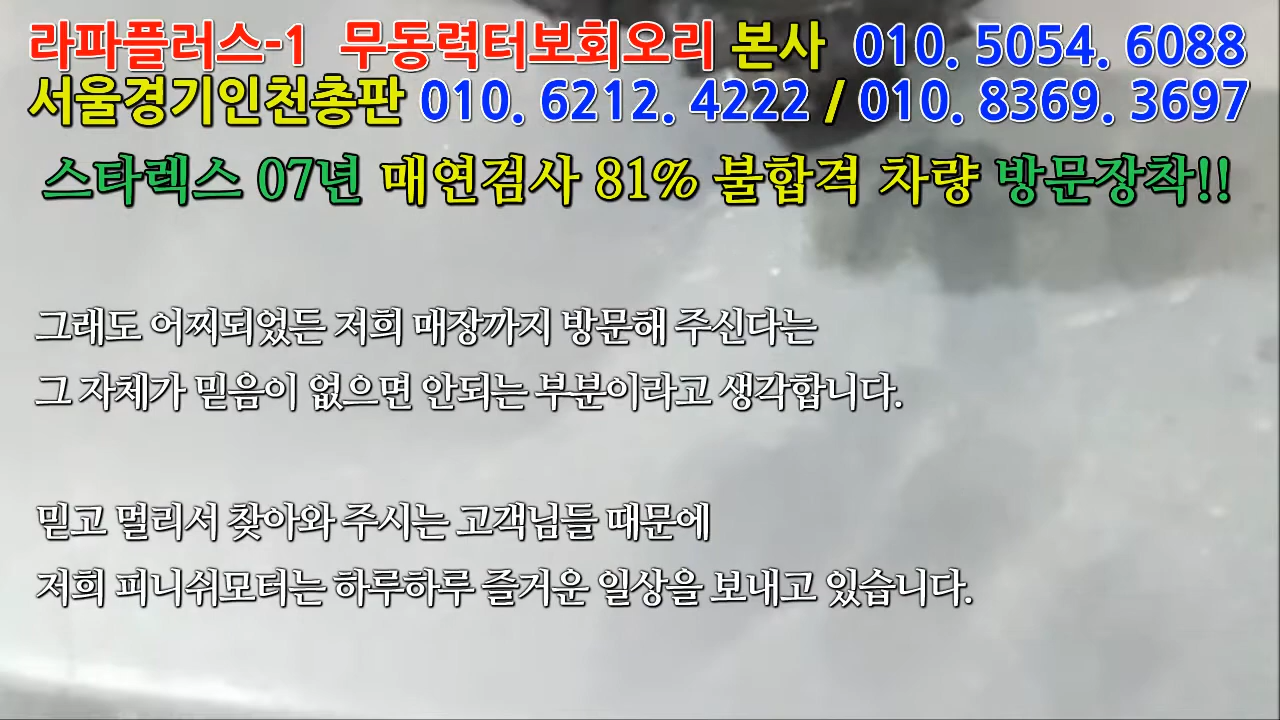 라파플러스-1 무동력터보회오리 본사 010. 5054. 6088
서울경기인천총판 010. 6212. 4222 / 010. 8369. 3697
스타렉스 07년 매연검사 81% 불합격 차량 방문장착!!
그래도 어찌되었든 저희 매장까지 방문해 주신다는
그 자체가 믿음이 없으면 안되는 부분이라고 생각합니다.
믿고 멀리서 찾아와 주시는 고객님들 때문에
저희 피니쉬모터는 하루하루 즐거운 일상을 보내고 있습니다.